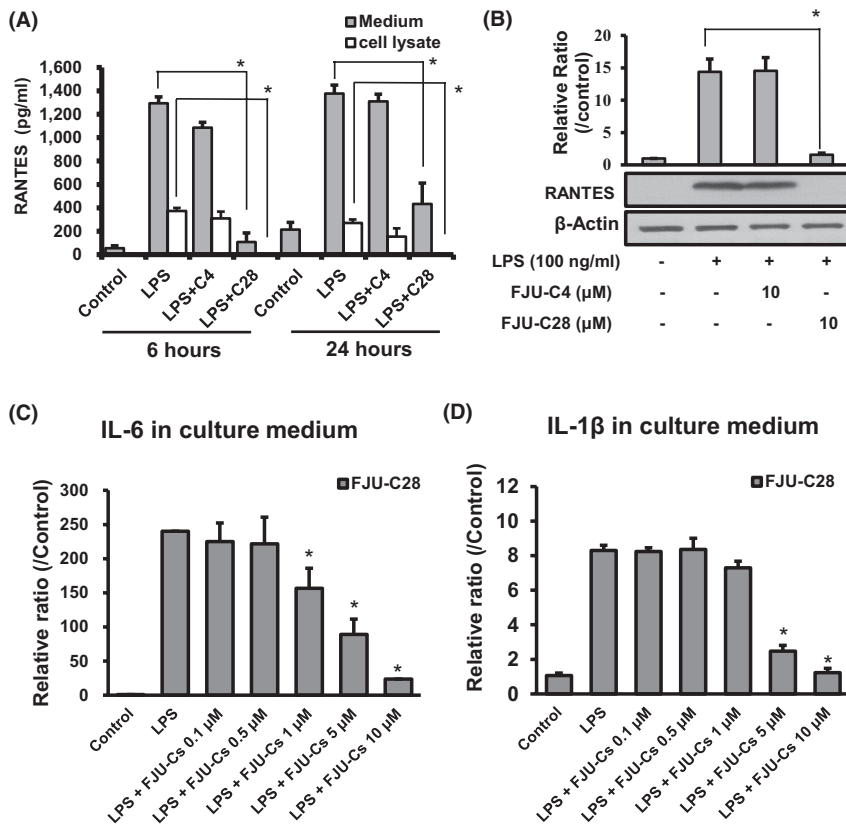 (A)
Medium
cell lysate
RANTES (pg/ml)
1,600
1,400
1,200
1,000
800
600
400
200
0
*
*
*
*
Control
LPS
LPS+C4
LPS+C28
Control
LPS
LPS+C4
LPS+C28
6 hours
24 hours
(B)
Relative Ratio
(/control)
20
15
10
5
0
*
RANTES
β-Actin
LPS (100 ng/ml) - + + +
FJU-C4 (μM) - - 10 -
FJU-C28 (μM) - - - 10
(C)
IL-6 in culture medium
FJU-C28
Relative ratio (/Control)
300
250
200
150
100
50
0
*
*
*
Control
LPS
LPS + FJU-Cs 0.1 μM
LPS + FJU-Cs 0.5 μM
LPS + FJU-Cs 1 μM
LPS + FJU-Cs 5 μM
LPS + FJU-Cs 10 μM
(D)
IL-1β in culture medium
FJU-C28
Relative ratio (/Control)
12
10
8
6
4
2
0
*
*
Control
LPS
LPS + FJU-Cs 0.1 μM
LPS + FJU-Cs 0.5 μM
LPS + FJU-Cs 1 μM
LPS + FJU-Cs 5 μM
LPS + FJU-Cs 10 μM